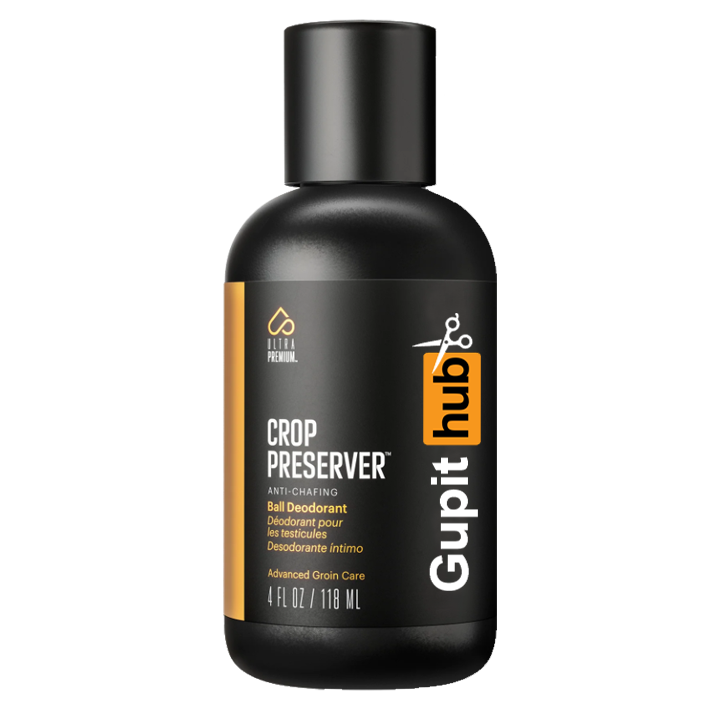 ULTRA
PREMIUM™
CROP
PRESERVER™
ANTI-CHAFING
Ball Deodorant
Déodorant pour
les testicules
Desodorante íntimo
Advanced Groin Care
4 FL OZ / 118 ML
Gupit hub